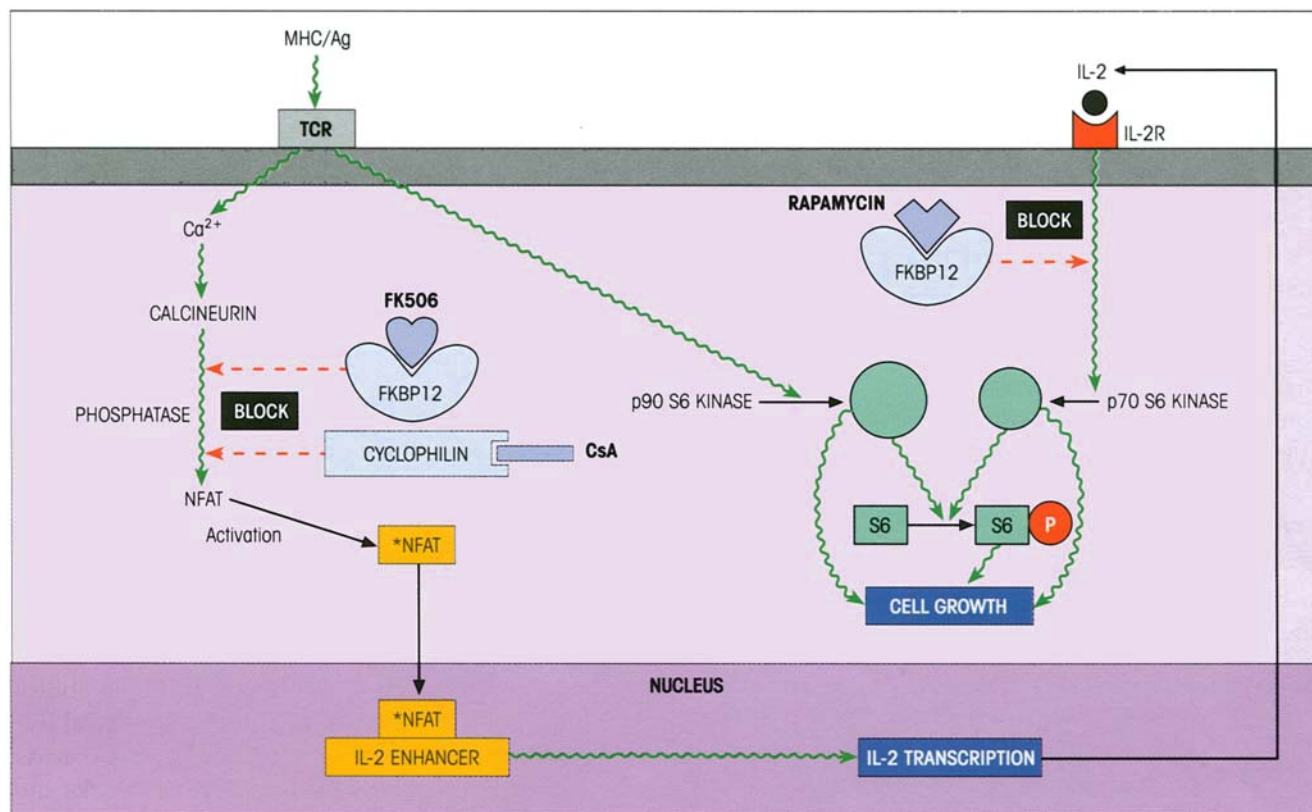 MHC/Ag
TCR
IL-2
IL-2R
Ca²⁺
RAPAMYCIN
BLOCK
FKBP12
CALCINEURIN
FK506
FKBP12
PHOSPHATASE
BLOCK
p90 S6 KINASE
p70 S6 KINASE
CYCLOPHILIN
CsA
NFAT
Activation
*NFAT
S6
S6
P
CELL GROWTH
NUCLEUS
*NFAT
IL-2 ENHANCER
IL-2 TRANSCRIPTION